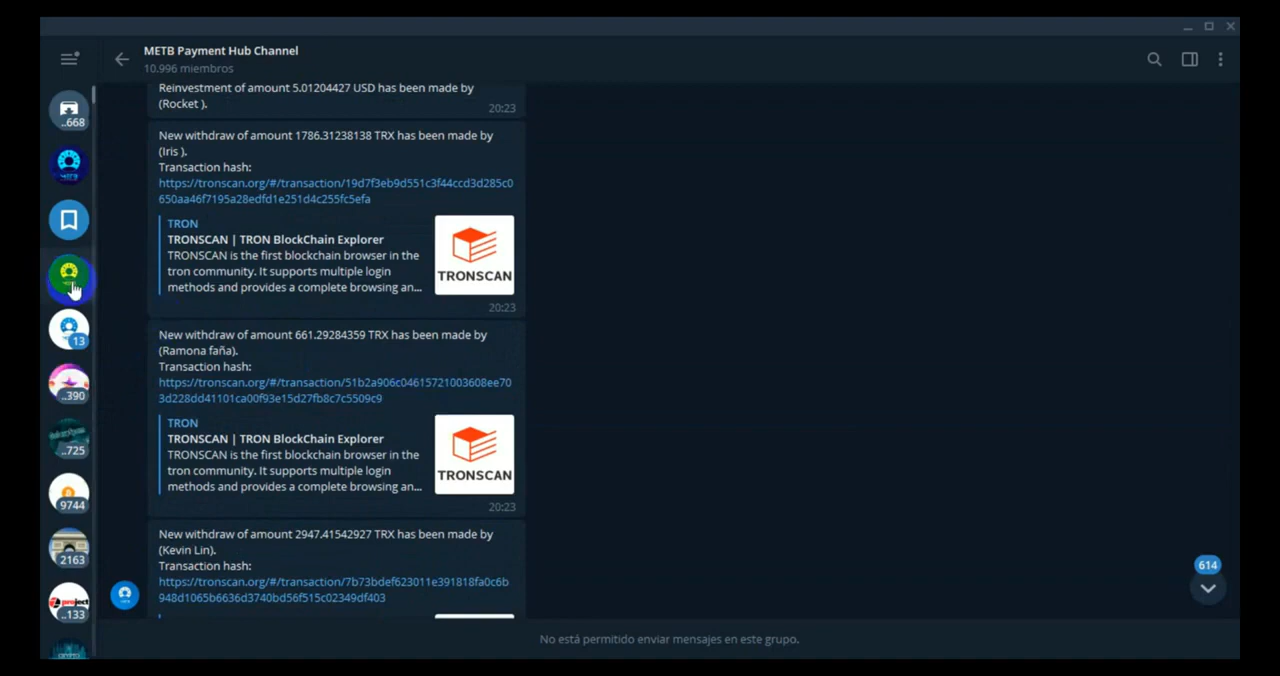 METB Payment Hub Channel
10.996 miembros
Reinvestment of amount 5.01204427 USD has been made by
(Rocket ).
20:23
New withdraw of amount 1786.31238138 TRX has been made by
(Iris ).
Transaction hash:
https://tronscan.org/#/transaction/19d7f3eb9d551c3f44ccd3d285c0
650aa46f7195a28edfd1e251d4c255fc5efa
TRON
TRONSCAN | TRON BlockChain Explorer
TRONSCAN is the first blockchain browser in the
tron community. It supports multiple login
methods and provides a complete browsing an...
TRONSCAN
20:23
New withdraw of amount 661.29284359 TRX has been made by
(Ramona faña).
Transaction hash:
https://tronscan.org/#/transaction/51b2a906c04615721003608ee70
3d228dd41101ca00f93e15d27fb8c7c5509c9
TRON
TRONSCAN | TRON BlockChain Explorer
TRONSCAN is the first blockchain browser in the
tron community. It supports multiple login
methods and provides a complete browsing an...
TRONSCAN
20:23
New withdraw of amount 2947.41542927 TRX has been made by
(Kevin Lin).
Transaction hash:
https://tronscan.org/#/transaction/7b73bdef623011e391818fa0c6b
948d1065b6636d3740bd56f515c02349df403
614
No está permitido enviar mensajes en este grupo.
..668
13
..390
..725
9744
2163
project
..133